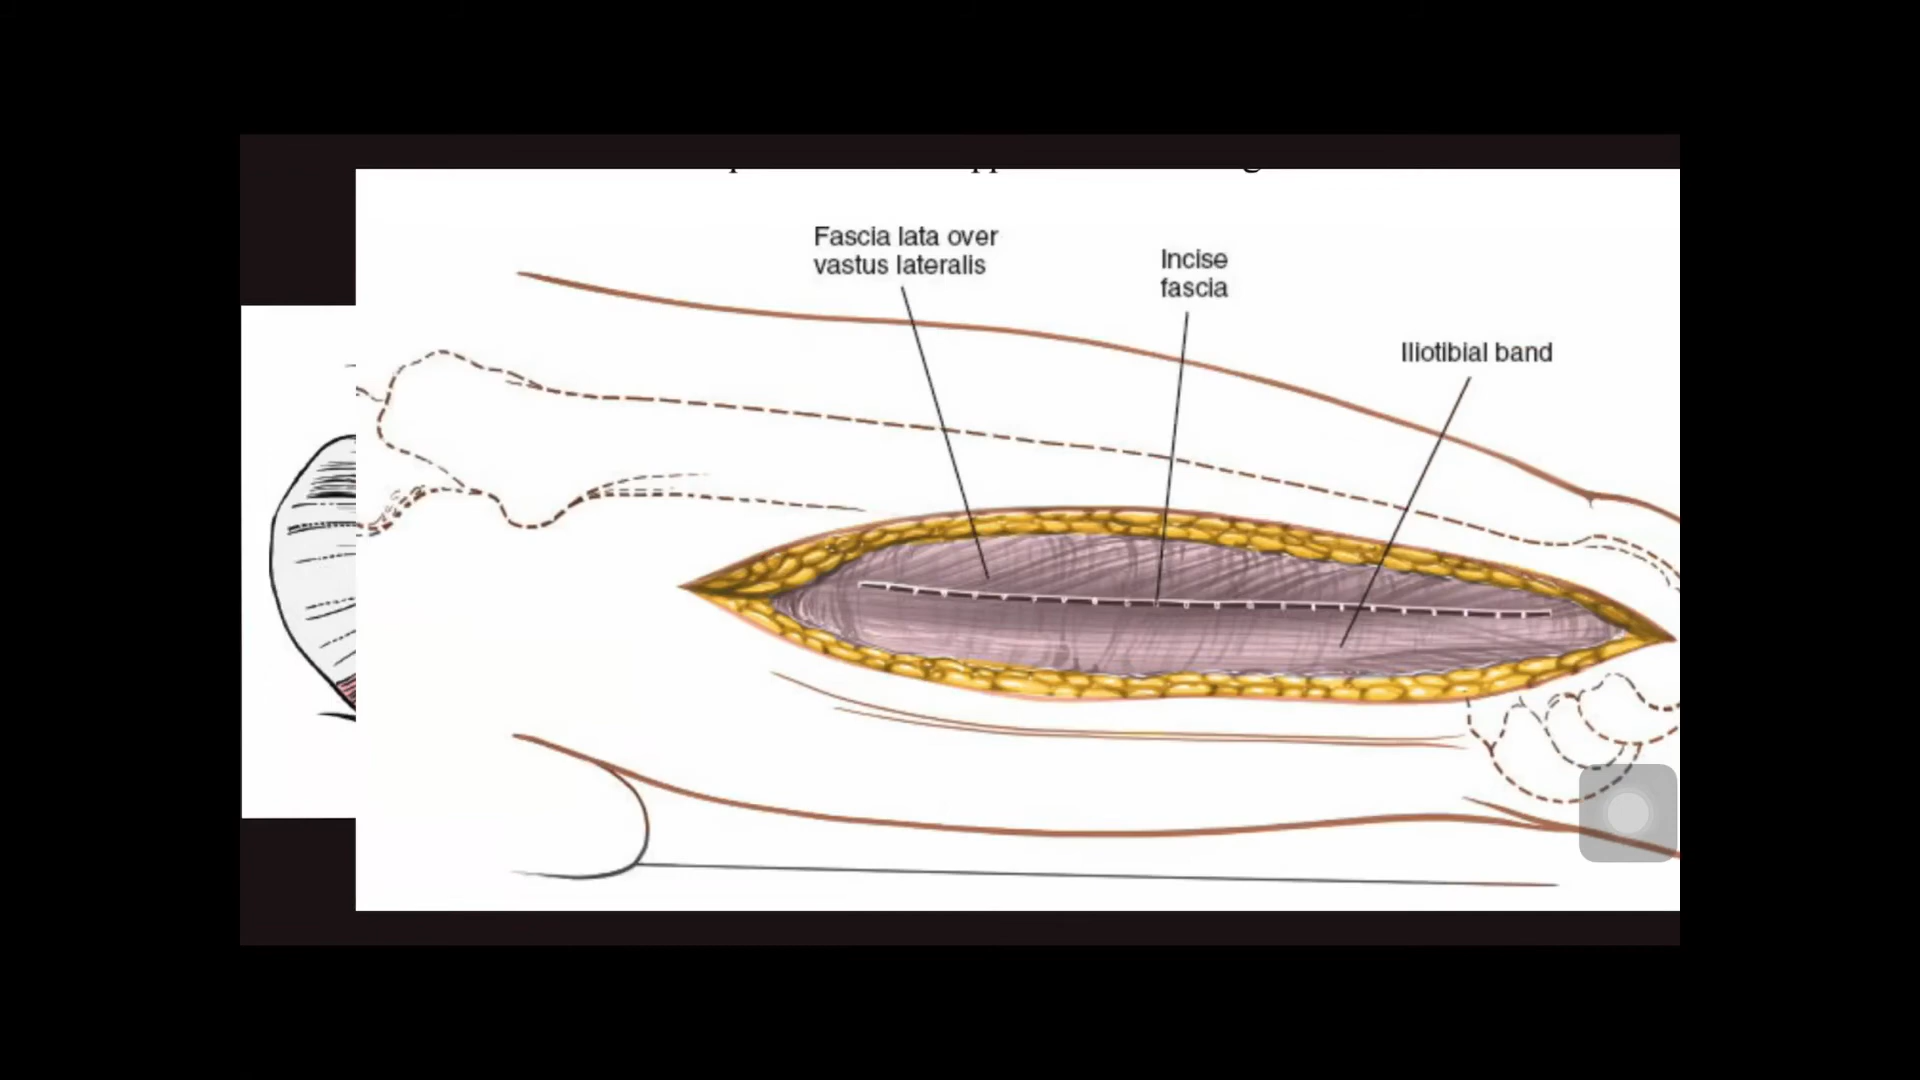 Fascia lata over
vastus lateralis
Incise
fascia
Iliotibial band